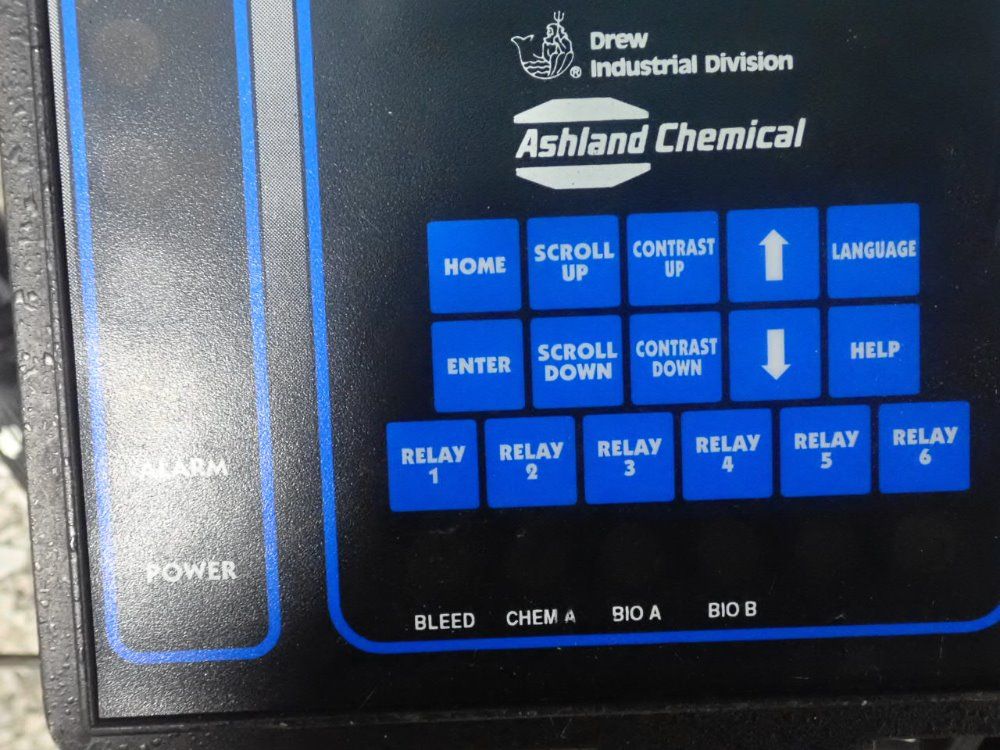 Drew
® Industrial Division
Ashland Chemical
HOME
SCROLL
UP
CONTRAST
UP
LANGUAGE
ENTER
SCROLL
DOWN
CONTRAST
DOWN
HELP
RELAY
1
RELAY
2
RELAY
3
RELAY
4
RELAY
5
RELAY
6
ALARM
POWER
BLEED
CHEM A
BIO A
BIO B